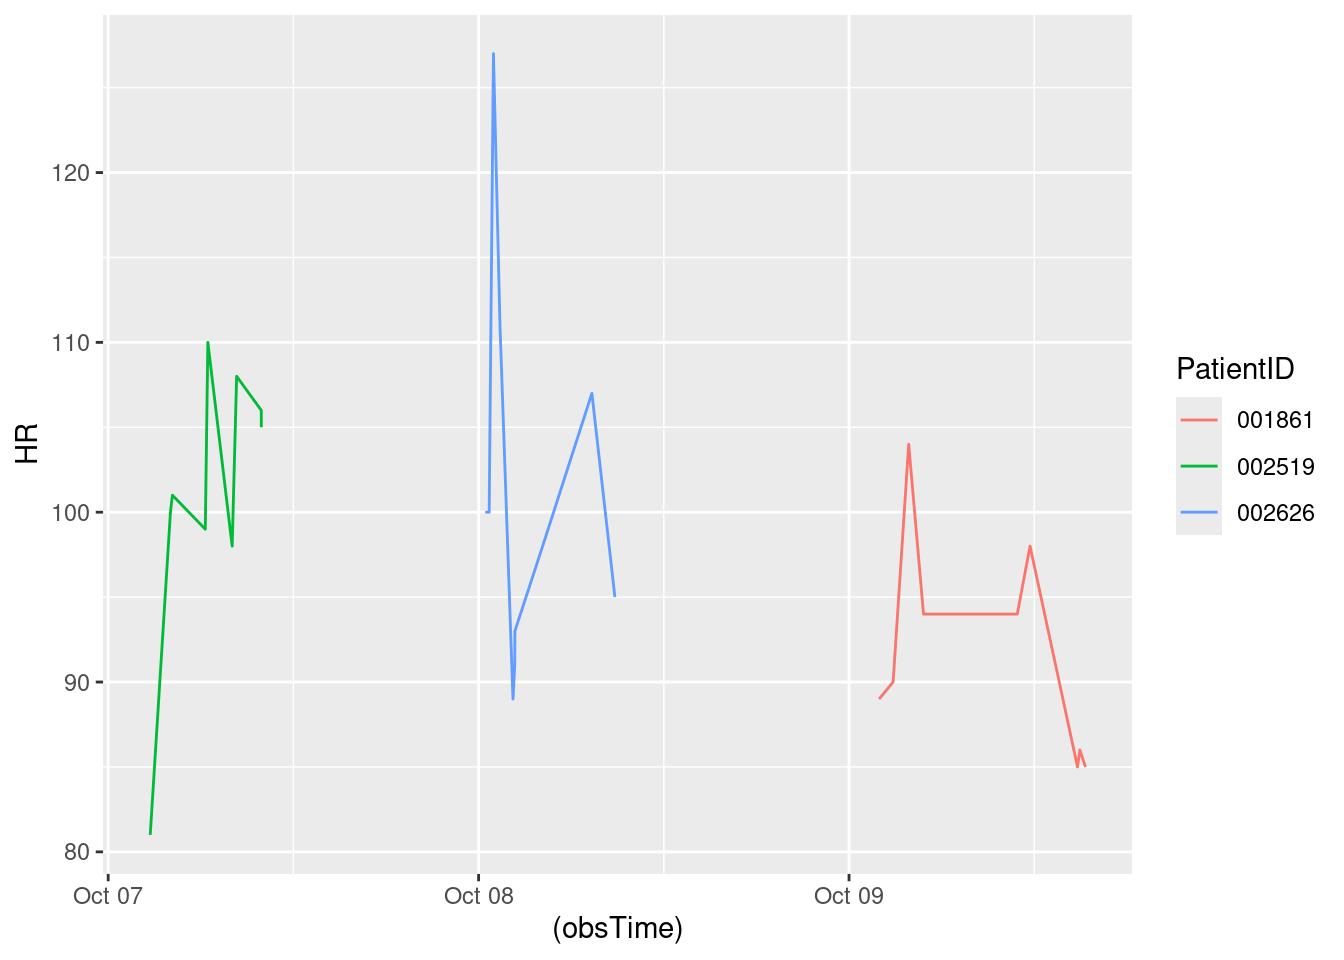 120
110
100
90
80
HR
Oct 07
Oct 08
Oct 09
(obsTime)
PatientID
001861
002519
002626